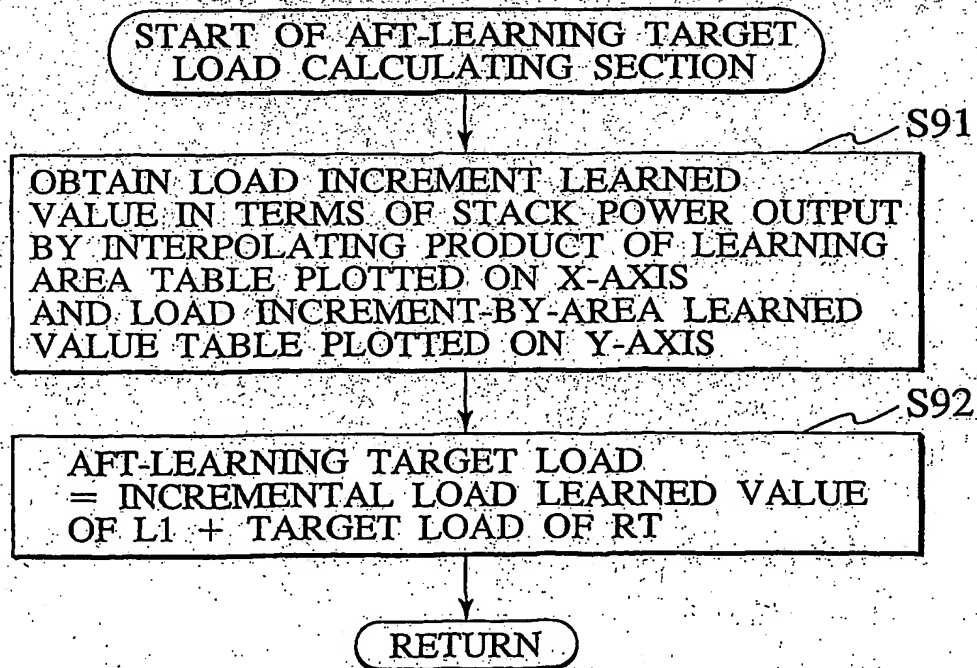 START OF AFT-LEARNING TARGET
LOAD CALCULATING SECTION
S91
OBTAIN LOAD INCREMENT LEARNED
VALUE IN TERMS OF STACK POWER OUTPUT
BY INTERPOLATING PRODUCT OF LEARNING
AREA TABLE PLOTTED ON X-AXIS
AND LOAD INCREMENT-BY-AREA LEARNED
VALUE TABLE PLOTTED ON Y-AXIS
S92
AFT-LEARNING TARGET LOAD
= INCREMENTAL LOAD LEARNED VALUE
OF L1 + TARGET LOAD OF RT
RETURN